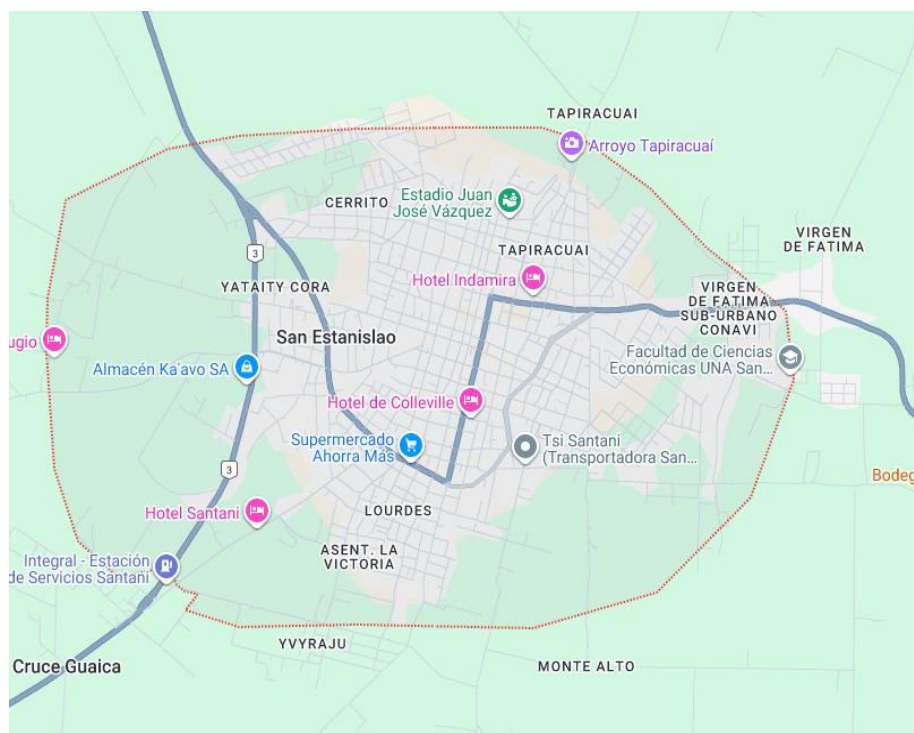 TAPIRACUAI
Arroyo Tapiracuaí
Estadio Juan
José Vázquez
CERRITO
TAPIRACUAI
VIRGEN
DE FATIMA
3
Hotel Indamira
YATAITY CORA
VIRGEN
DE FATIMA
SUB-URBANO
CONAVI
San Estanislao
ugio
Facultad de Ciencias
Económicas UNA San...
Almacén Ka'avo SA
Hotel de Colleville
Supermercado
Ahorra Más
Tsi Santani
(Transportadora San...
3
Bodeg
Hotel Santani
LOURDES
ASENT. LA
VICTORIA
Integral - Estación
de Servicios Santani
YVYRAJU
Cruce Guaica
MONTE ALTO